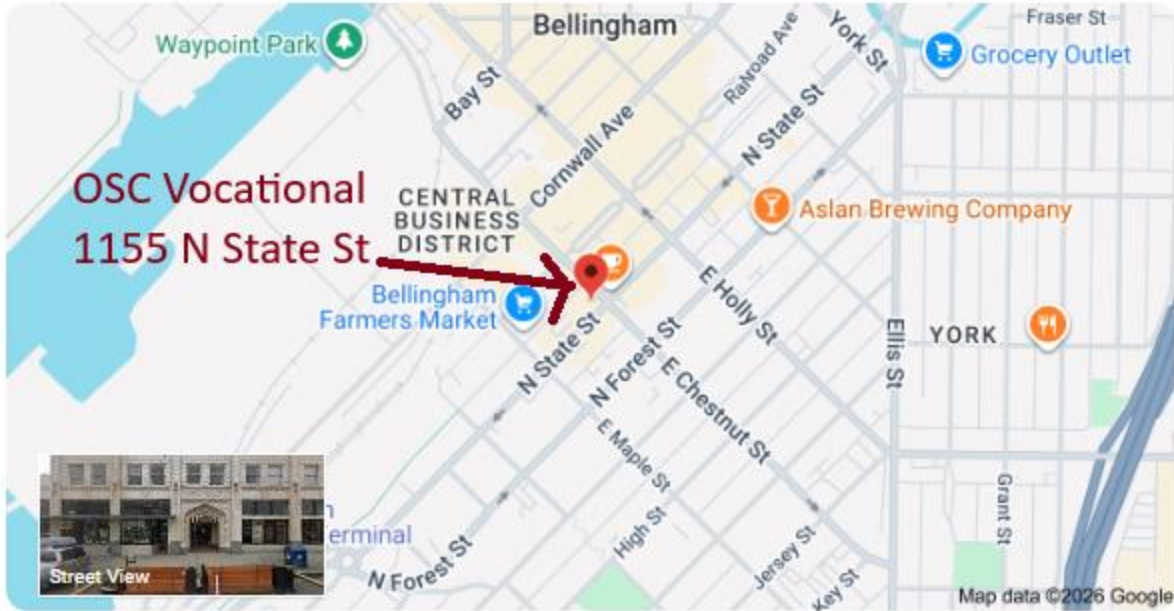 Bellingham
Fraser St
Waypoint Park
York St
Grocery Outlet
Railroad Ave
Bay St
N State St
Cornwall Ave
OSC Vocational
1155 N State St
CENTRAL
BUSINESS
DISTRICT
Aslan Brewing Company
E Holly St
Bellingham
Farmers Market
N State St
N Forest St
Ellis St
YORK
E Chestnut St
E Maple St
Grant St
erminal
High St
Jersey St
N Forest St
Key St
Street View
Map data ©2026 Google